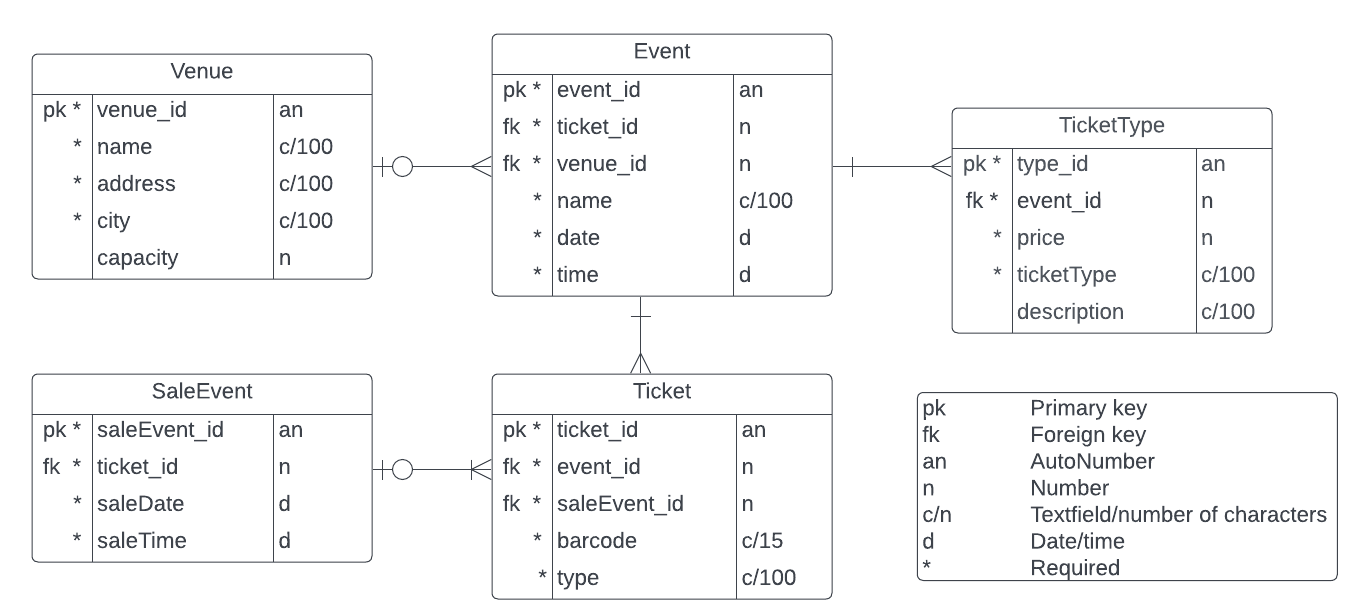 Venue
pk * venue_id an
* name c/100
* address c/100
* city c/100
capacity n
Event
pk * event_id an
fk * ticket_id n
fk * venue_id n
* name c/100
* date d
* time d
TicketType
pk * type_id an
fk * event_id n
* price n
* ticketType c/100
description c/100
SaleEvent
pk * saleEvent_id an
fk * ticket_id n
* saleDate d
* saleTime d
Ticket
pk * ticket_id an
fk * event_id n
fk * saleEvent_id n
* barcode c/15
* type c/100
pk Primary key
fk Foreign key
an AutoNumber
n Number
c/n Textfield/number of characters
d Date/time
* Required